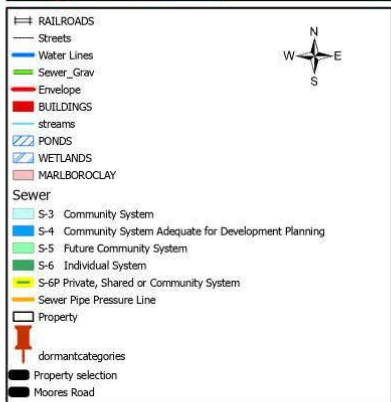 RAILROADS
Streets
Water Lines
Sewer_Grav
Envelope
BUILDINGS
streams
PONDS
WETLANDS
MARLBOROCLAY
Sewer
S-3 Community System
S-4 Community System Adequate for Development Planning
S-5 Future Community System
S-6 Individual System
S-6P Private, Shared or Community System
Sewer Pipe Pressure Line
Property
dormantcategories
Property selection
Moores Road
N
W E
S